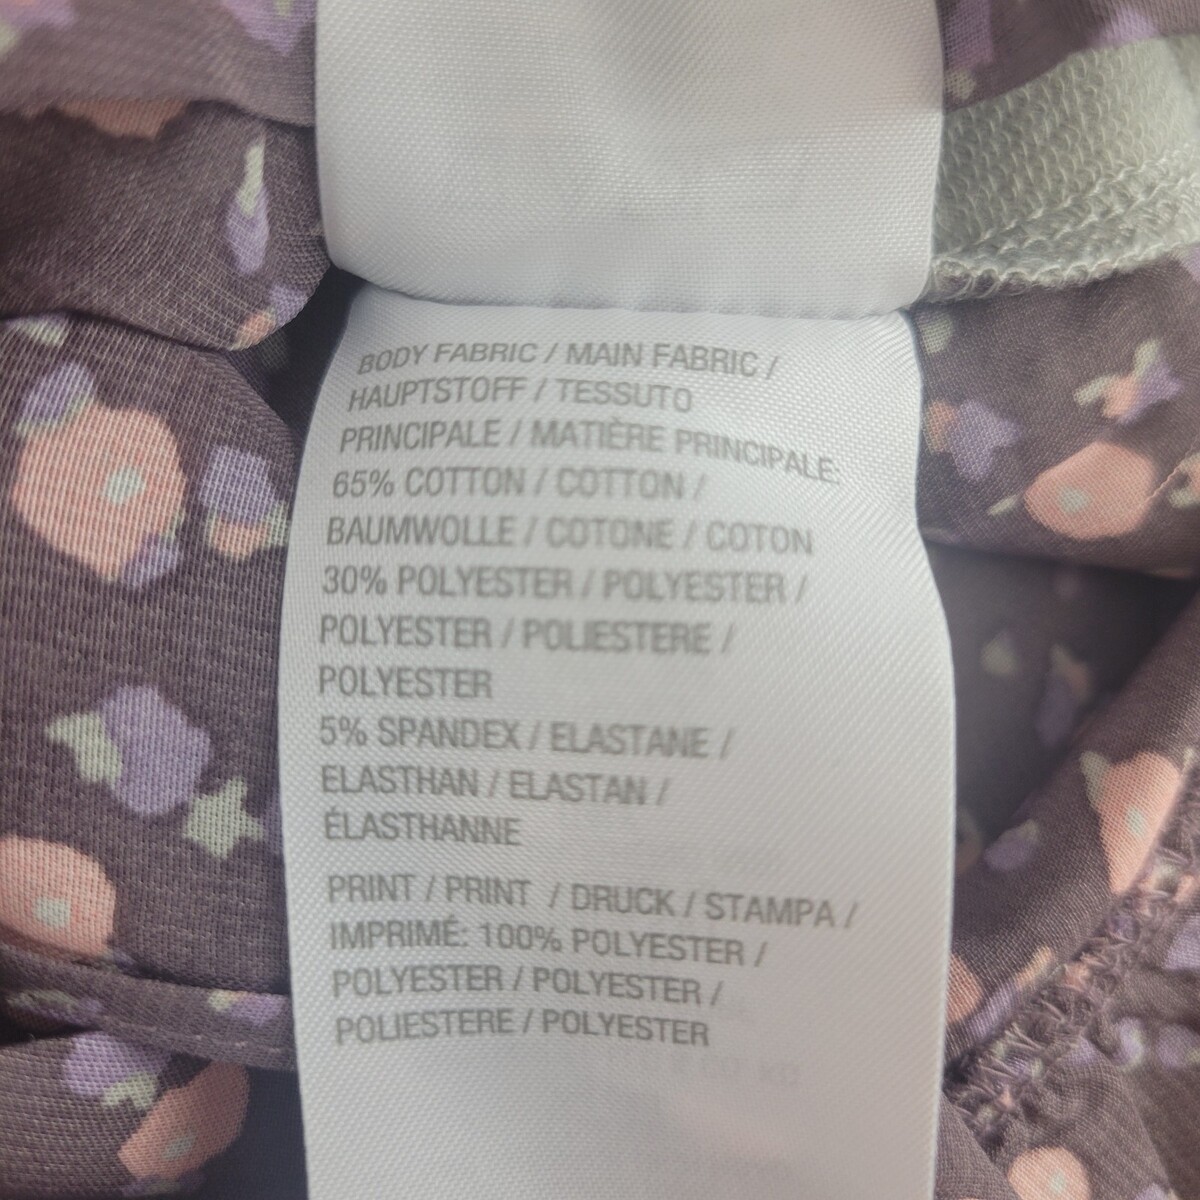 BODY FABRIC / MAIN FABRIC /
HAUPTSTOFF / TESSUTO
PRINCIPALE / MATIÈRE PRINCIPALE:
65% COTTON / COTTON /
BAUMWOLLE / COTONE / COTON
30% POLYESTER / POLYESTER /
POLYESTER / POLIESTERE /
POLYESTER
5% SPANDEX / ELASTANE /
ELASTHAN / ELASTAN /
ÉLASTHANNE
PRINT / PRINT / DRUCK / STAMPA /
IMPRIMÉ: 100% POLYESTER /
POLYESTER / POLYESTER /
POLIESTERE / POLYESTER